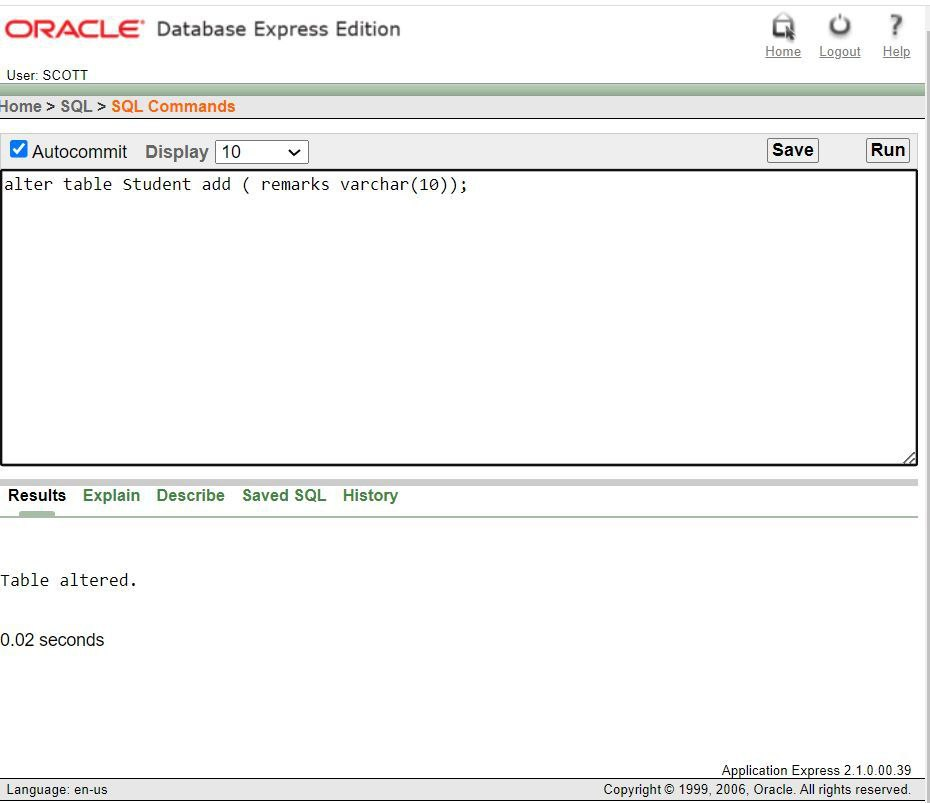 ORACLE Database Express Edition
Home Logout Help
User: SCOTT
Home > SQL > SQL Commands
Autocommit Display 10 Save Run
alter table Student add ( remarks varchar(10));
Results Explain Describe Saved SQL History
Table altered.
0.02 seconds
Application Express 2.1.0.00.39
Language: en-us Copyright © 1999, 2006, Oracle. All rights reserved.